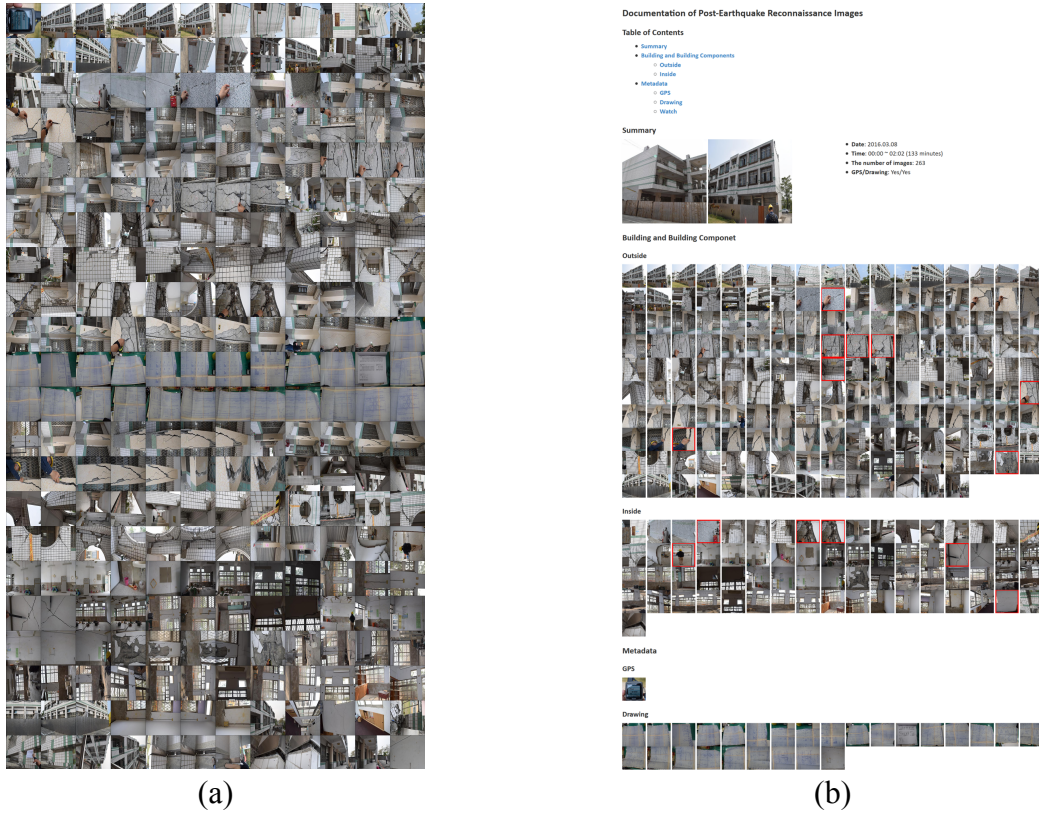 Documentation of Post-Earthquake Reconnaissance Images
Table of Contents
Summary
Building and Building Components
Outside
Inside
Metadata
GPS
Drawing
Watch
Summary
Date: 2016.03.08
Time: 00:00 ~ 02:02 (133 minutes)
The number of images: 263
GPS/Drawing: Yes/Yes
Building and Building Componet
Outside
Inside
Metadata
GPS
Drawing
(a)
(b)